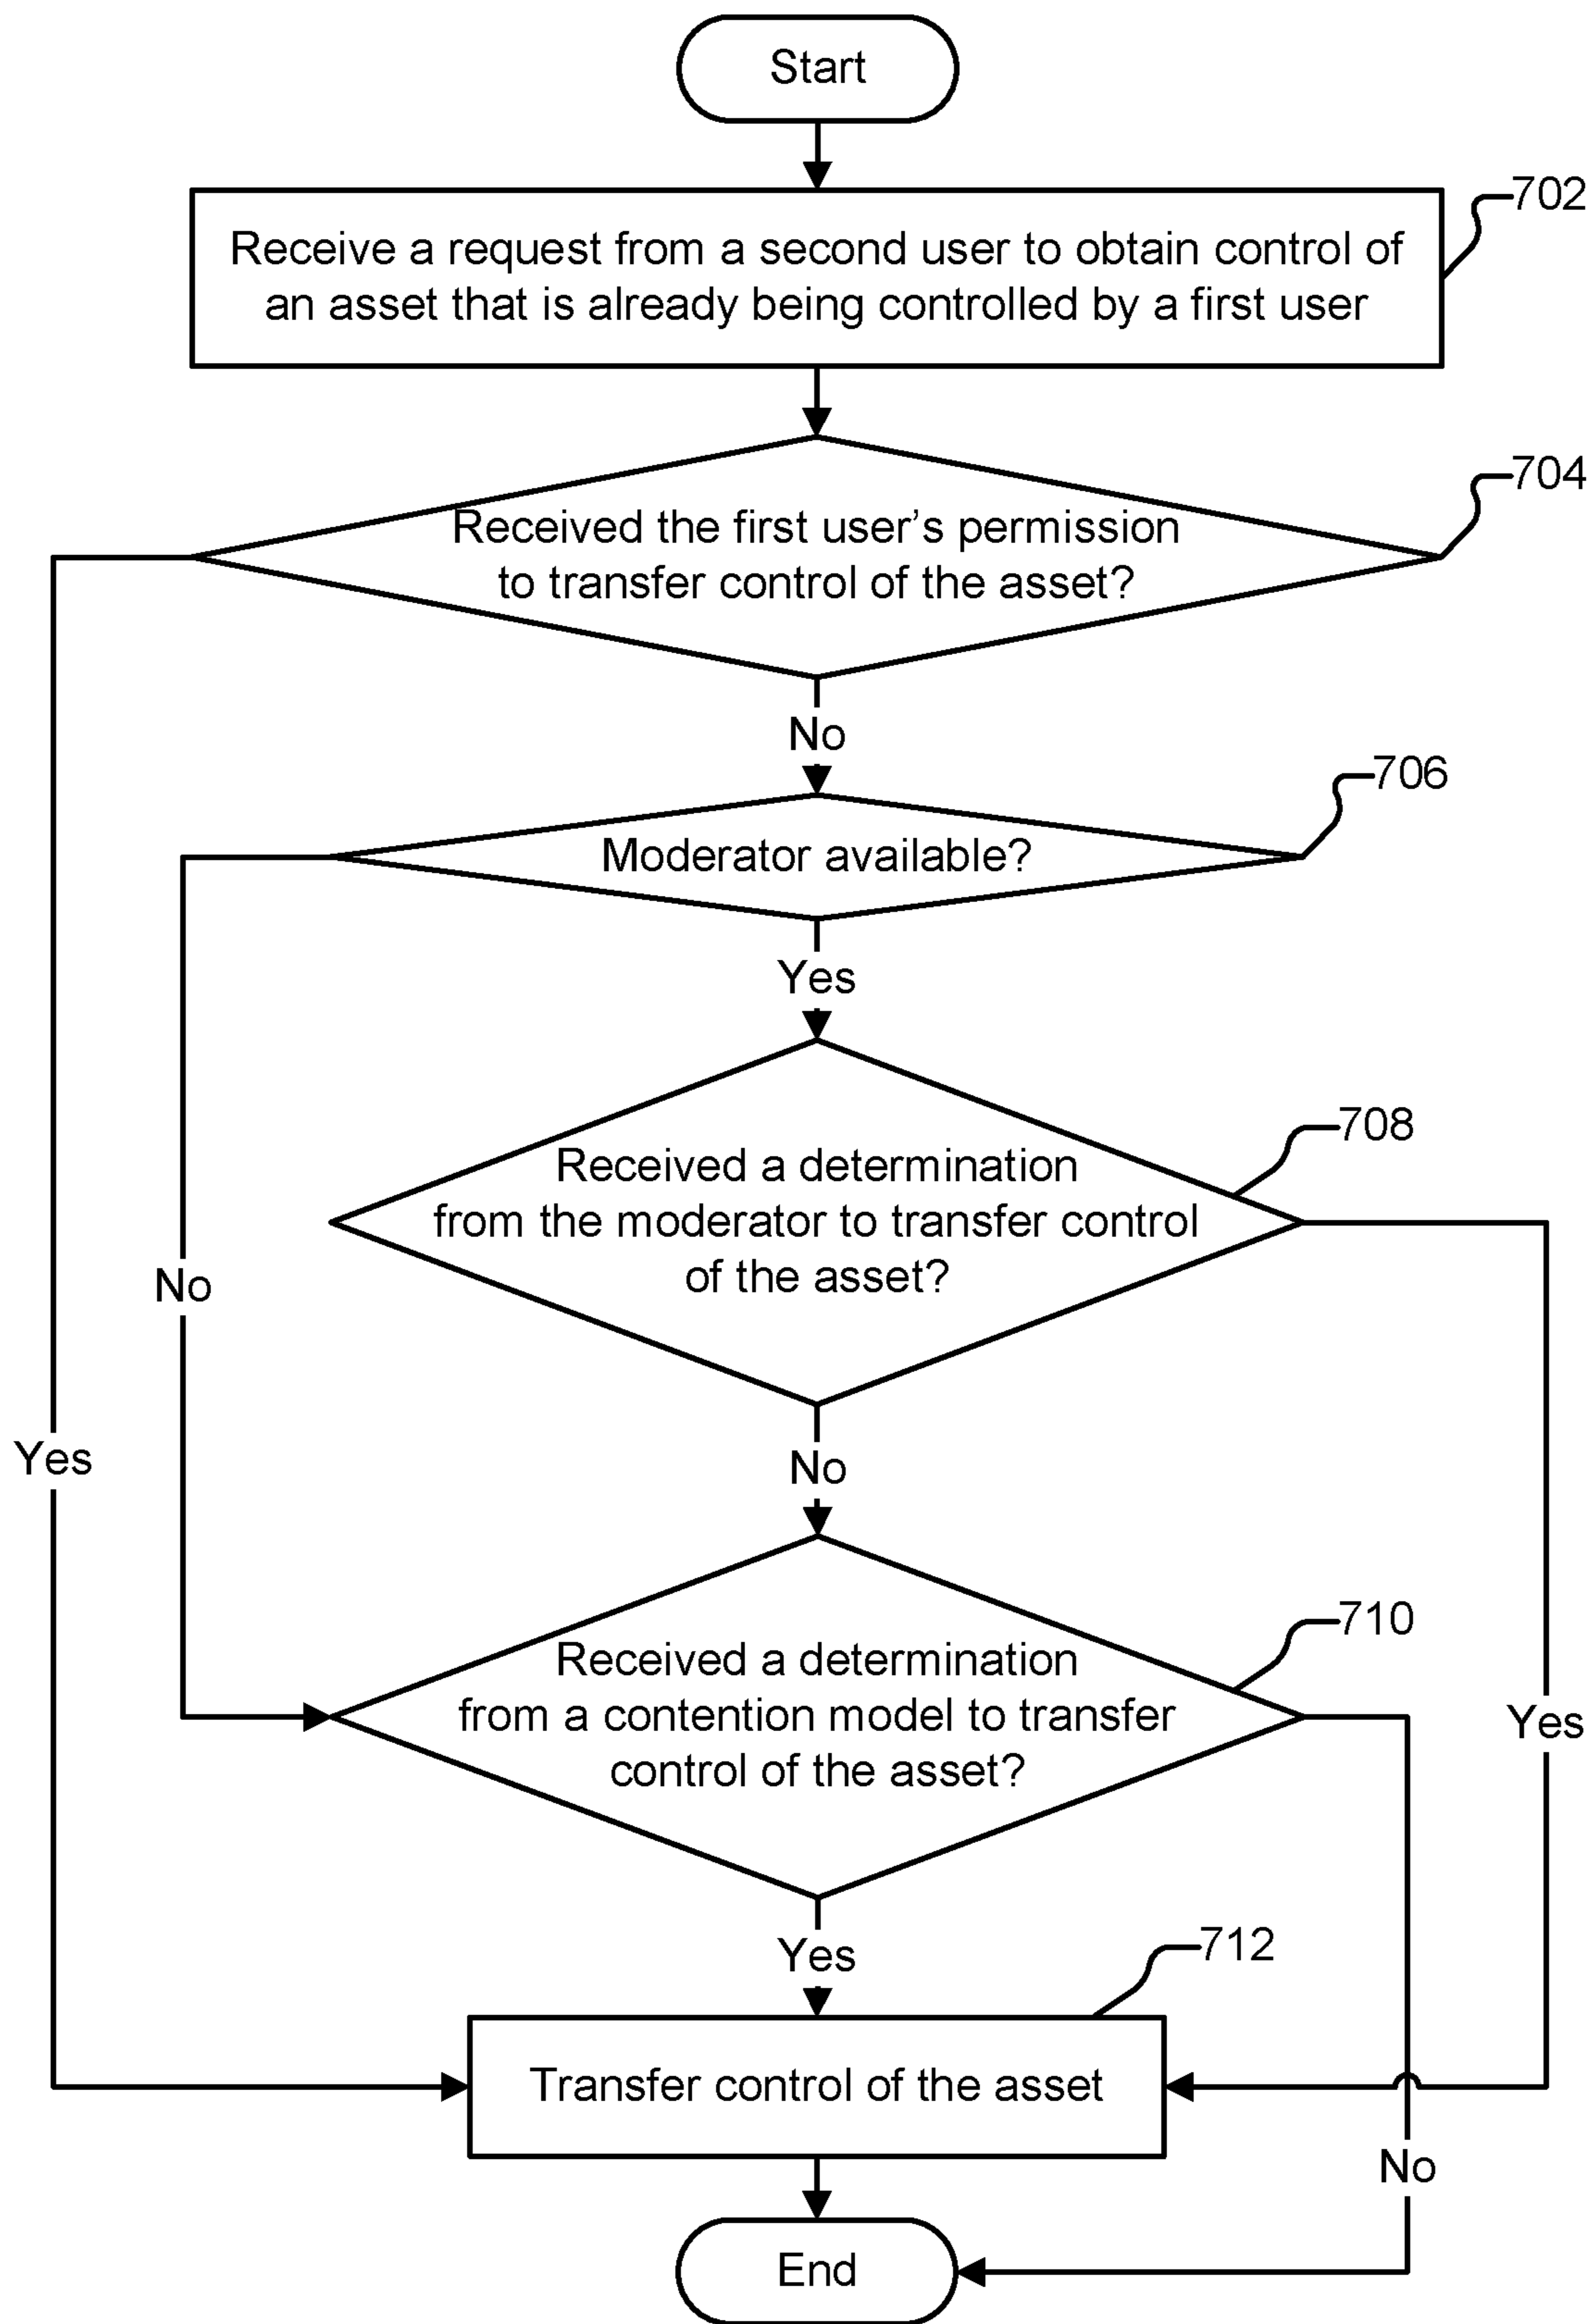 Start
702
Receive a request from a second user to obtain control of
an asset that is already being controlled by a first user
704
Received the first user's permission
to transfer control of the asset?
No
706
Moderator available?
Yes
708
Received a determination
from the moderator to transfer control
of the asset?
No
Yes
No
710
Received a determination
from a contention model to transfer
control of the asset?
Yes
Yes
712
Transfer control of the asset
No
End